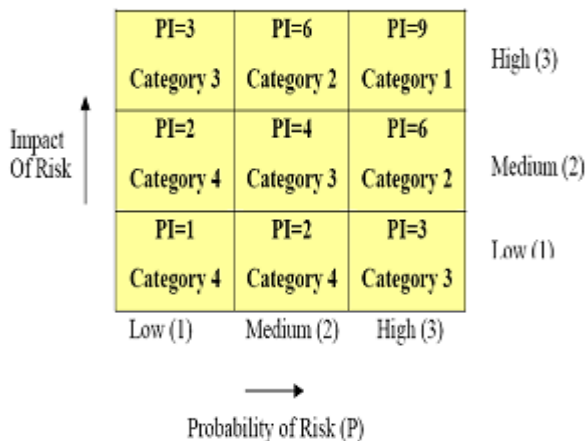 PI=3 PI=6 PI=9
High (3)
Category 3 Category 2 Category 1
Impact
Of Risk
PI=2 PI=4 PI=6
Medium (2)
Category 4 Category 3 Category 2
PI=1 PI=2 PI=3
Low (1)
Category 4 Category 4 Category 3
Low (1) Medium (2) High (3)
Probability of Risk (P)